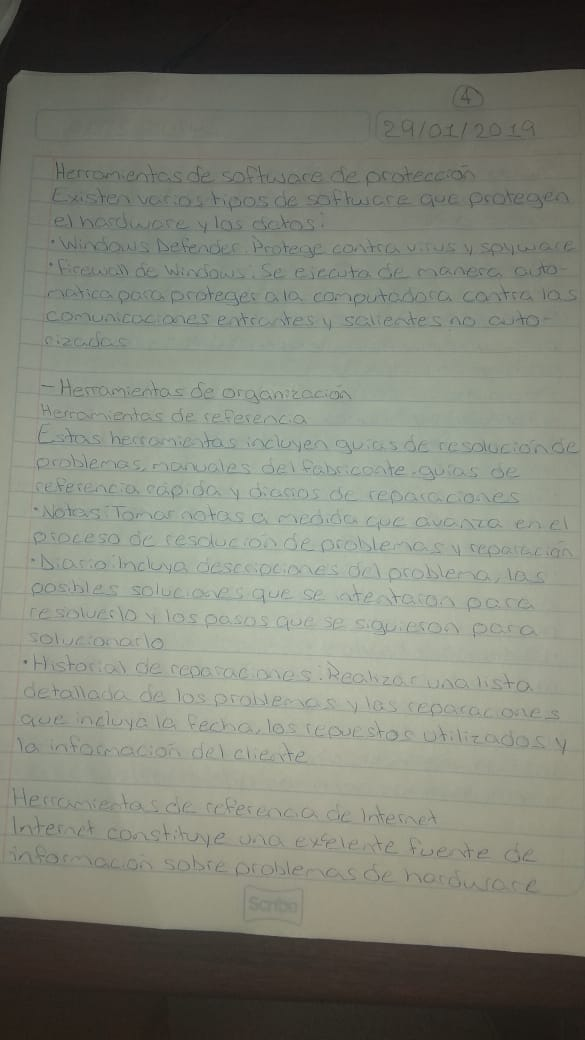 4
29/01/2019
Herramientas de software de protección
Existen varios tipos de software que protegen
el hardware y los datos:
• Windows Defender. Protege contra virus y spyware
• Firewall de Windows: Se ejecuta de manera auto-
mática para proteger a la computadora contra las
comunicaciones entrantes y salientes no auto-
rizadas
- Herramientas de organización
Herramientas de referencia
Estas herramientas incluyen guías de resolución de
problemas, manuales del fabricante, guías de
referencia rápida y diarios de reparaciones
• Notas: Tomar notas a medida que avanza en el
proceso de resolución de problemas y reparación
• Diario: Incluya descripciones del problema, las
posibles soluciones que se intentaron para
resolverlo y los pasos que se siguieron para
solucionarlo
• Historial de reparaciones: Realizar una lista
detallada de los problemas y las reparaciones
que incluya la fecha, los repuestos utilizados y
la información del cliente
Herramientas de referencia de Internet
Internet constituye una exselente fuente de
información sobre problemas de hardware
Scribe